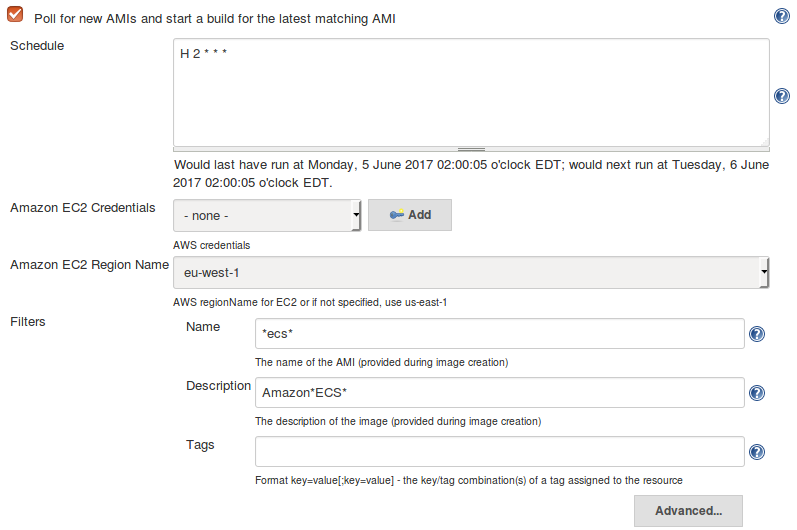 Poll for new AMIs and start a build for the latest matching AMI
Schedule
H 2 * * *
Would last have run at Monday, 5 June 2017 02:00:05 o'clock EDT; would next run at Tuesday, 6 June
2017 02:00:05 o'clock EDT.
Amazon EC2 Credentials
- none -
Add
AWS credentials
Amazon EC2 Region Name
eu-west-1
AWS regionName for EC2 or if not specified, use us-east-1
Filters
Name
*ecs*
The name of the AMI (provided during image creation)
Description
Amazon*ECS*
The description of the image (provided during image creation)
Tags
Format key=value[;key=value] - the key/tag combination(s) of a tag assigned to the resource
Advanced...